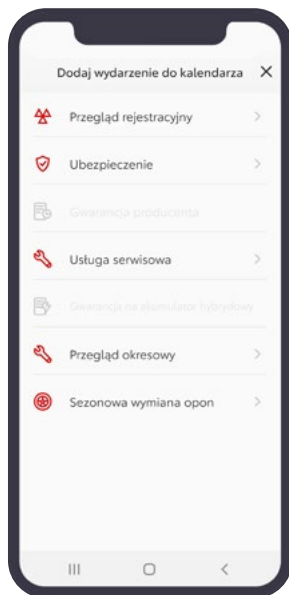 Dodaj wydarzenie do kalendarza
Przegląd rejestracyjny
Ubezpieczenie
Gwarancja producenta
Usługa serwisowa
Gwarancja na akumulator hybrydowy
Przegląd okresowy
Sezonowa wymiana opon